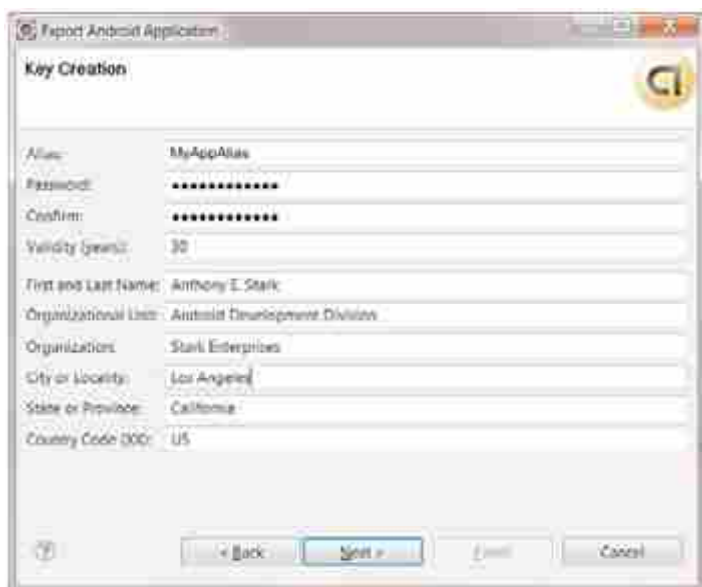 Export Android Application
Key Creation
Alias: MyAppAlias
Password: ••••••••••••
Confirm: ••••••••••••
Validity (years): 30
First and Last Name: Anthony E. Stark
Organizational Unit: Android Development Division
Organization: Stark Enterprises
City or Locality: Los Angeles
State or Province: California
Country Code (XX): US
< Back
Next >
Finish
Cancel